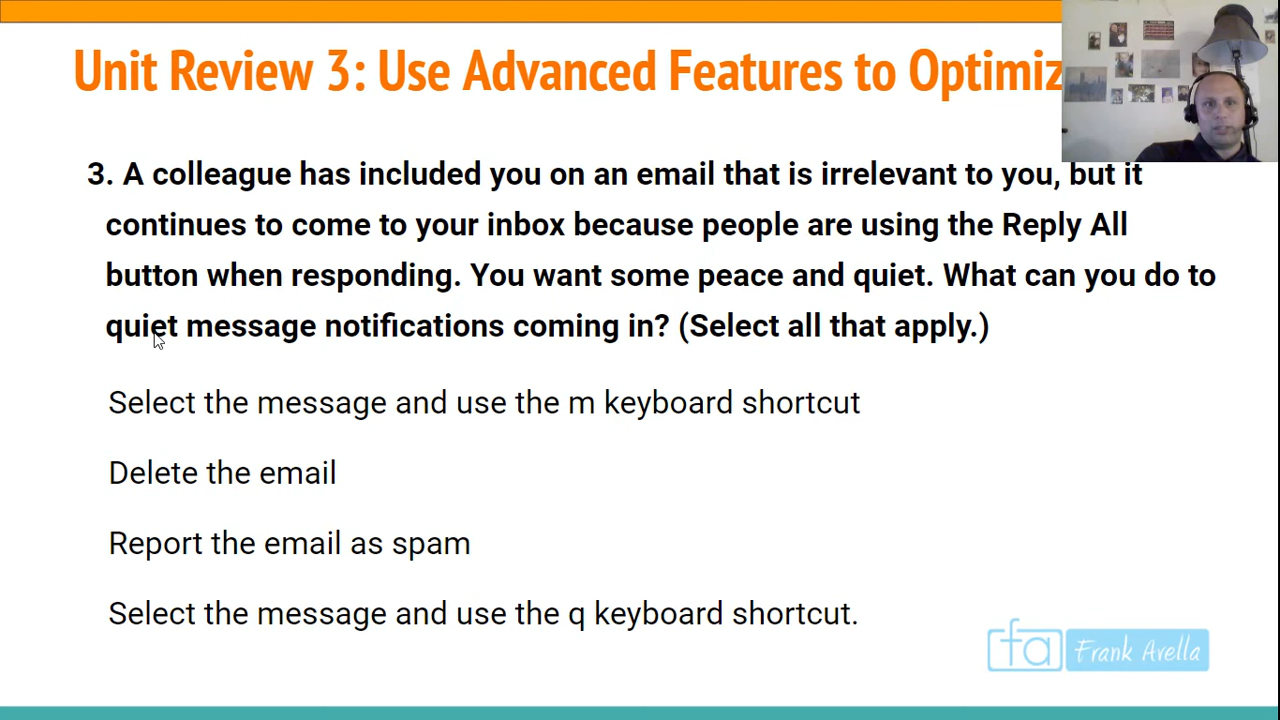 Unit Review 3: Use Advanced Features to Optimiz
3. A colleague has included you on an email that is irrelevant to you, but it
continues to come to your inbox because people are using the Reply All
button when responding. You want some peace and quiet. What can you do to
quiet message notifications coming in? (Select all that apply.)
Select the message and use the m keyboard shortcut
Delete the email
Report the email as spam
Select the message and use the q keyboard shortcut.
fa Frank Avella